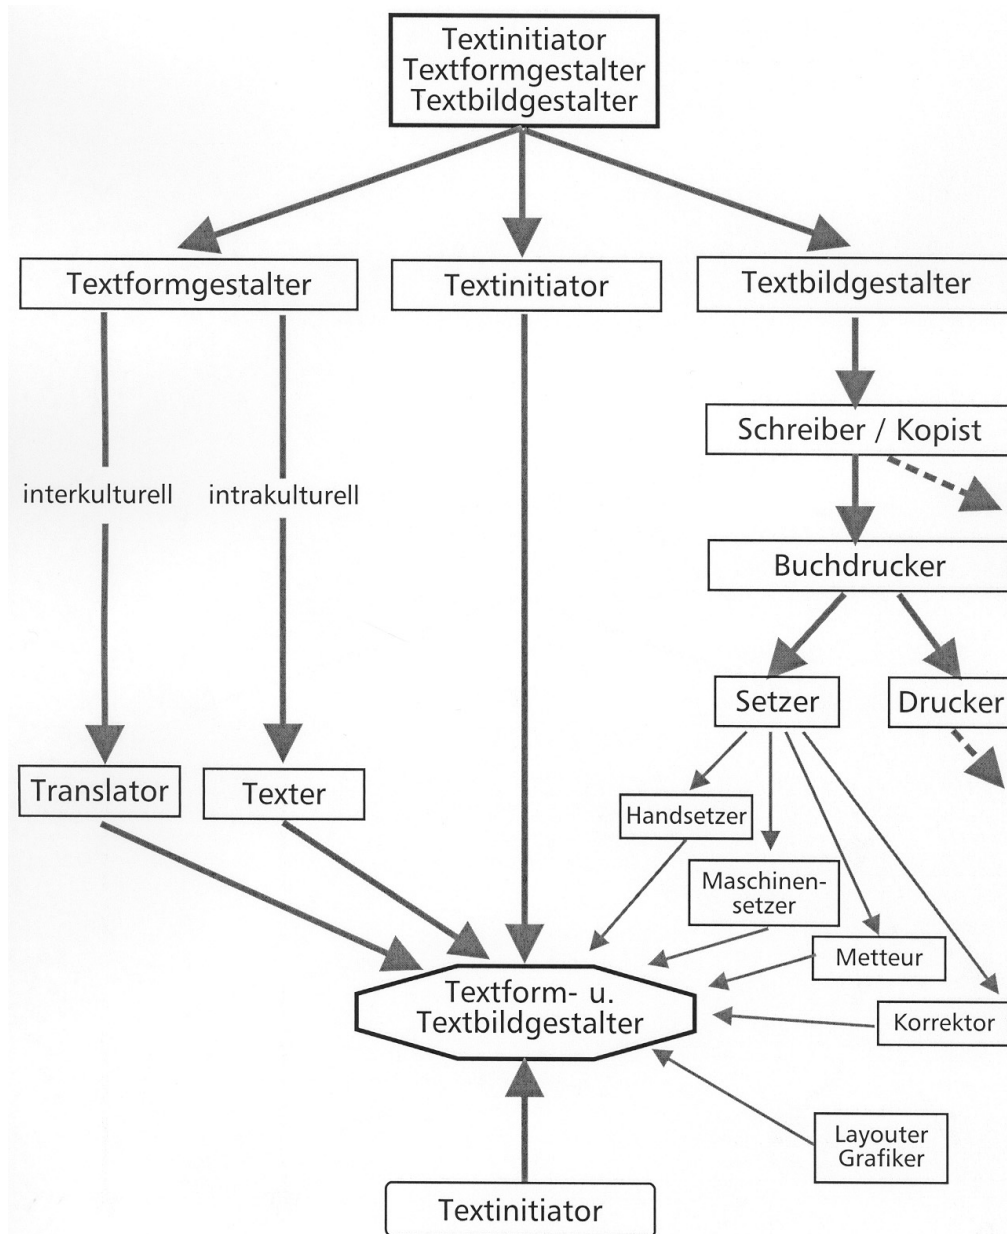 Textinitiator
Textformgestalter
Textbildgestalter
Textformgestalter
Textinitiator
Textbildgestalter
Schreiber / Kopist
interkulturell
intrakulturell
Buchdrucker
Setzer
Drucker
Translator
Texter
Handsetzer
Maschinen-
setzer
Metteur
Textform- u.
Textbildgestalter
Korrektor
Layouter
Grafiker
Textinitiator